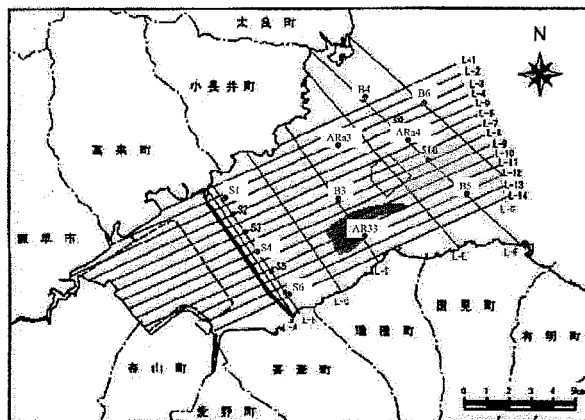 太良町
N
小長井町
高来町
諫早市
L-1
L-2
L-3
L-4
L-6
L-7
L-8
L-9
L-10
L-11
L-12
L-13
L-14
B4
B6
ARa3
ARa4
S10
B5
B3
AR33
S1
S2
S3
S4
S5
S6
瑞穂町
国見町
有明町
吾妻町
森山町
愛野町
0 1 2 3 4 5km